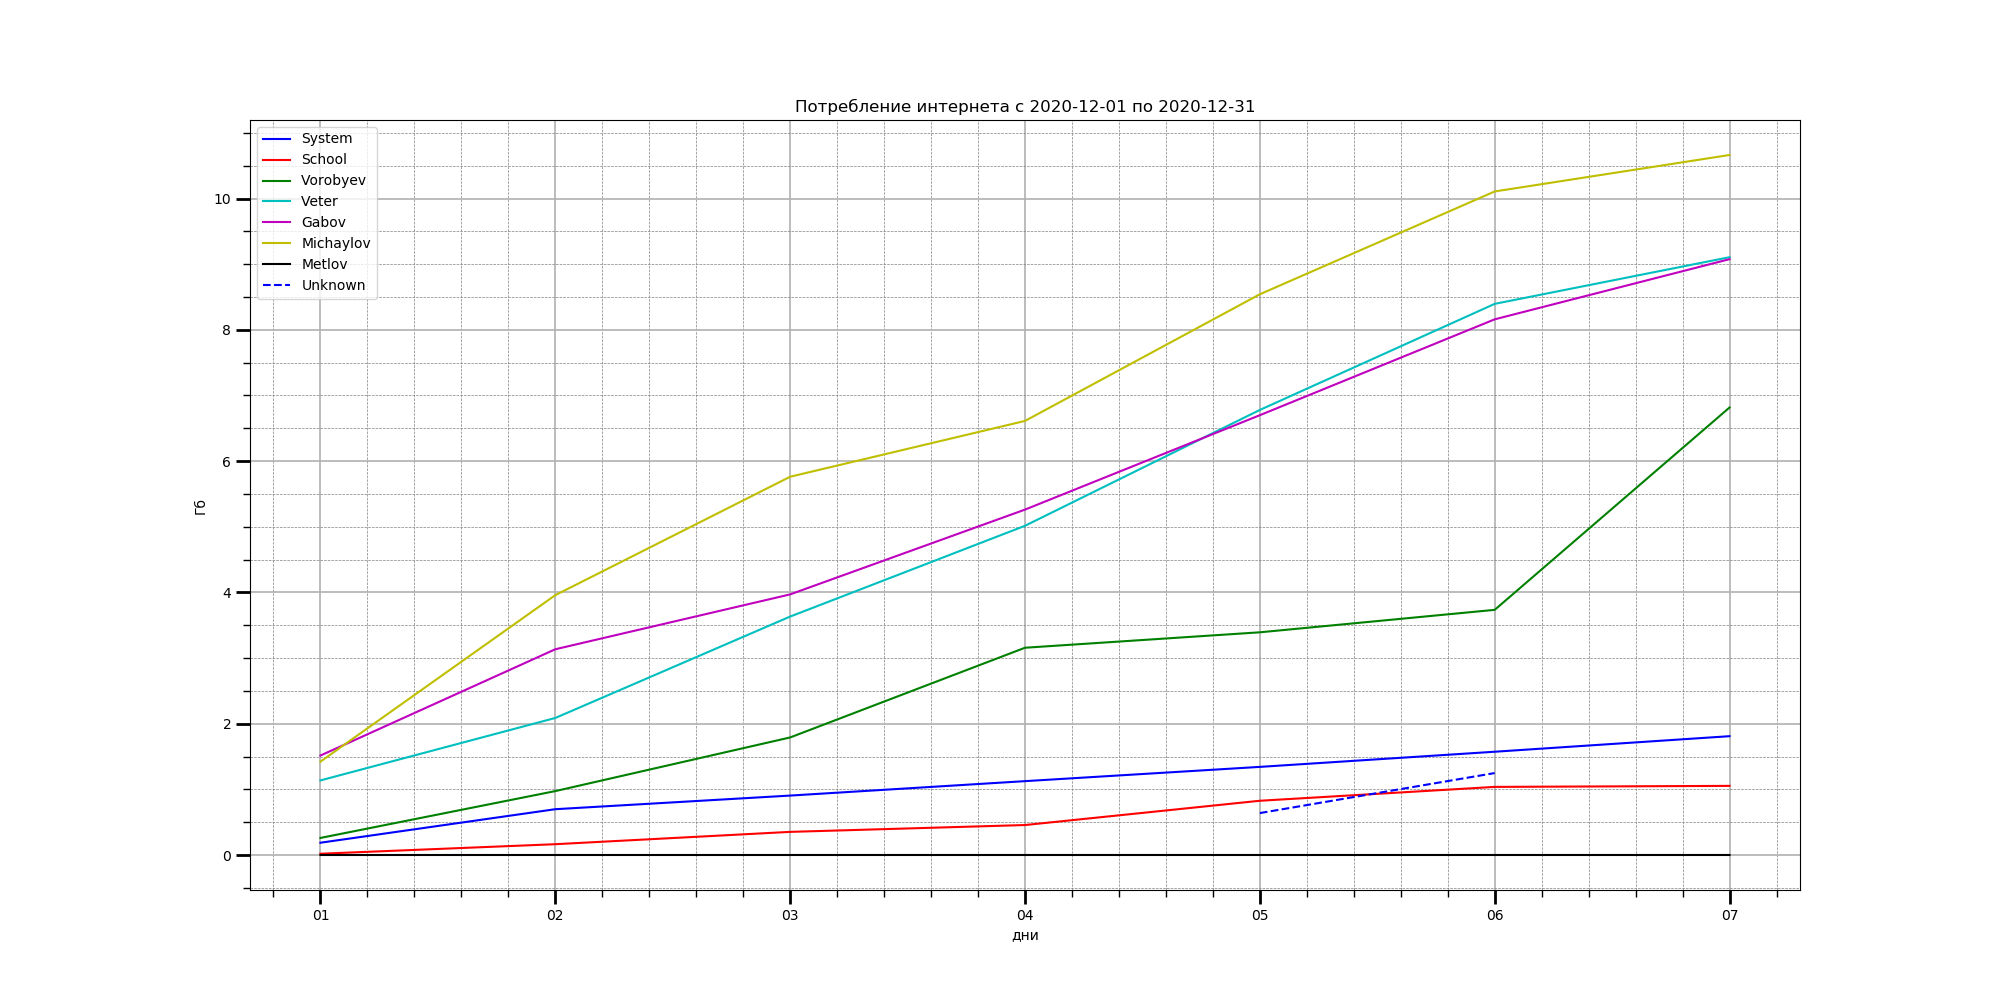 Потребление интернета с 2020-12-01 по 2020-12-31
System
School
Vorobyev
Veter
Gabov
Michaylov
Metlov
Unknown
10
8
6
4
2
0
Гб
01 02 03 04 05 06 07
дни